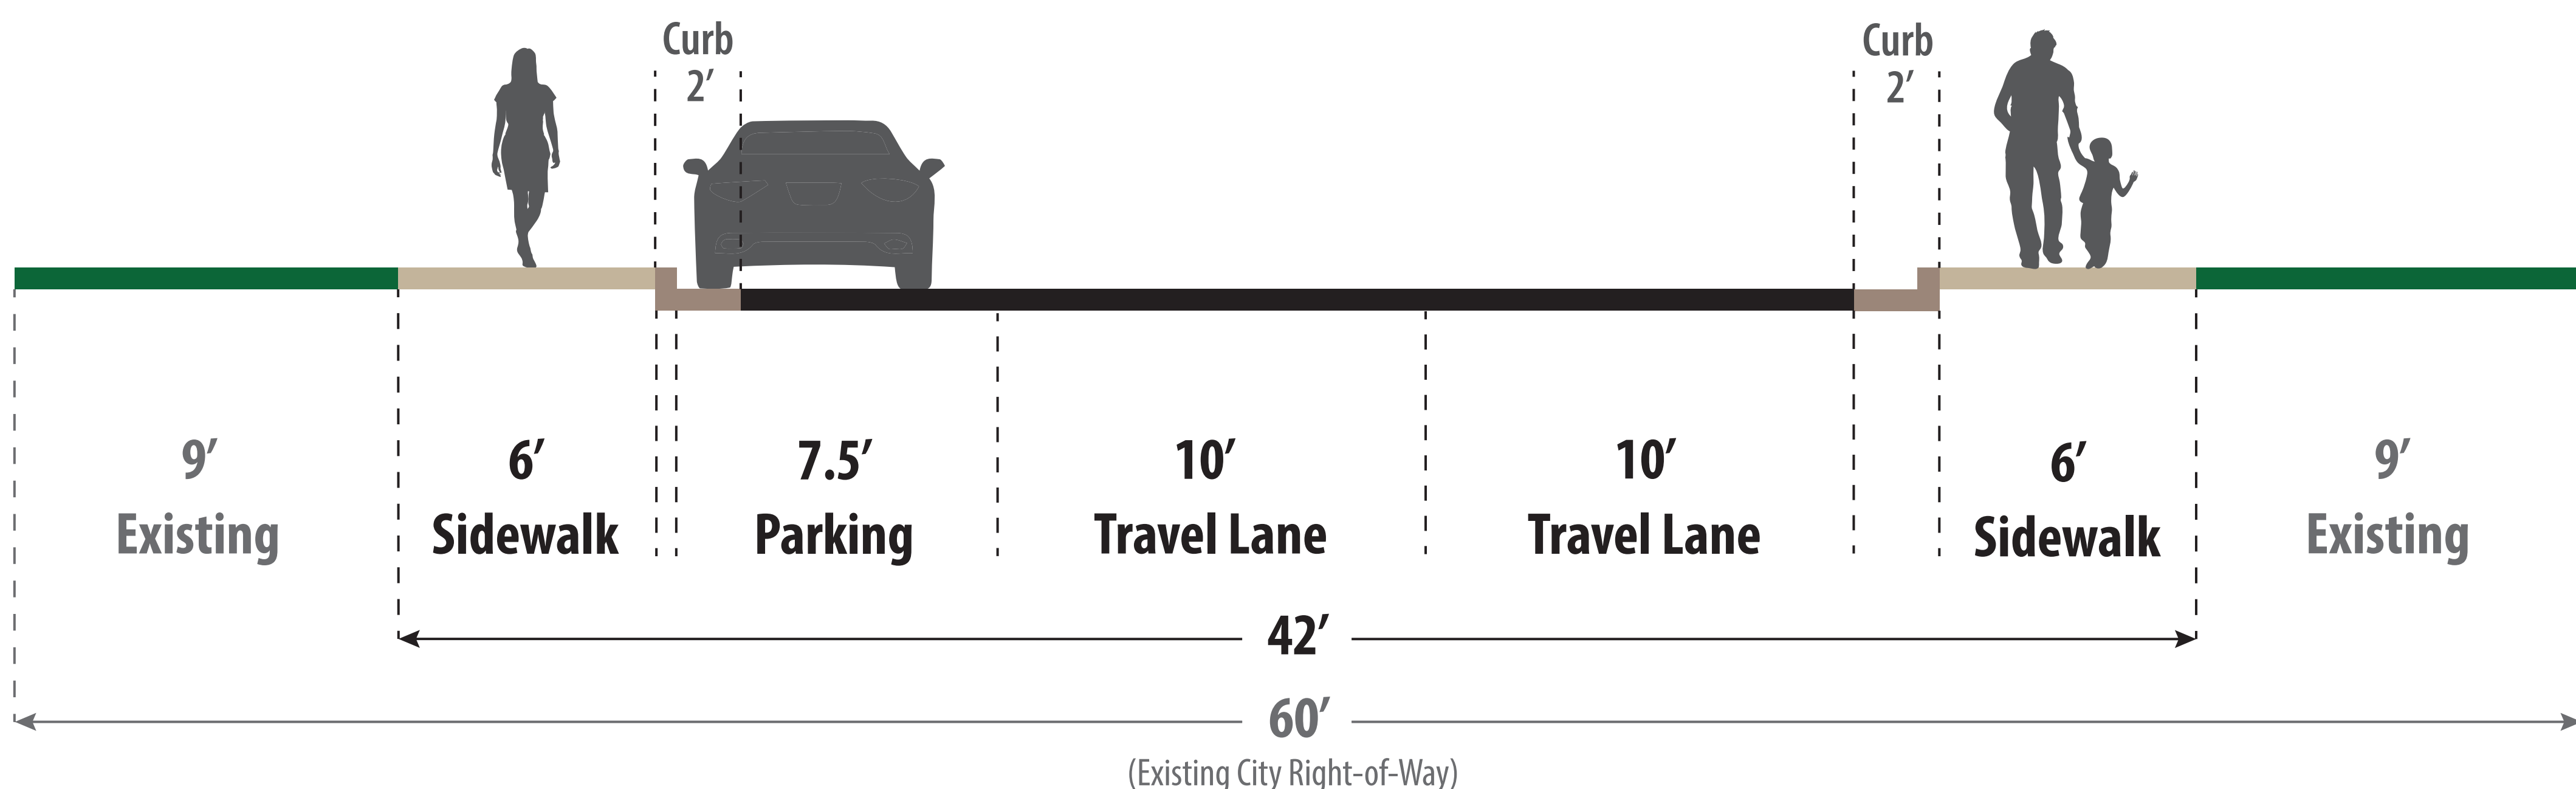 Curb
2’
Curb
2’
9’
Existing
6’
Sidewalk
7.5’
Parking
10’
Travel Lane
10’
Travel Lane
6’
Sidewalk
9’
Existing
42’
60’
(Existing City Right-of-Way)